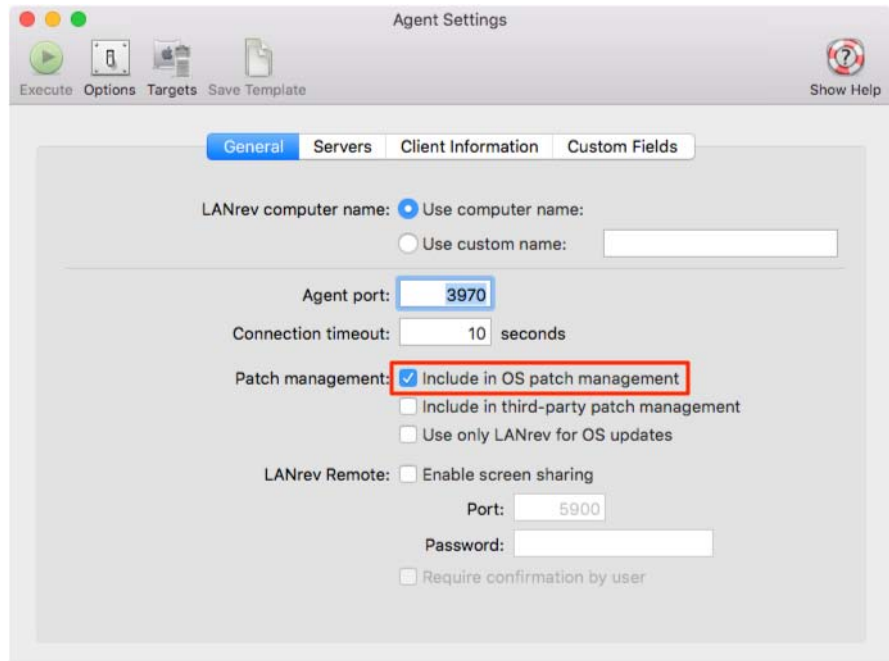 Agent Settings
Execute Options Targets Save Template Show Help
General Servers Client Information Custom Fields
LANrev computer name: Use computer name:
Use custom name:
Agent port: 3970
Connection timeout: 10 seconds
Patch management: Include in OS patch management
Include in third-party patch management
Use only LANrev for OS updates
LANrev Remote: Enable screen sharing
Port: 5900
Password:
Require confirmation by user